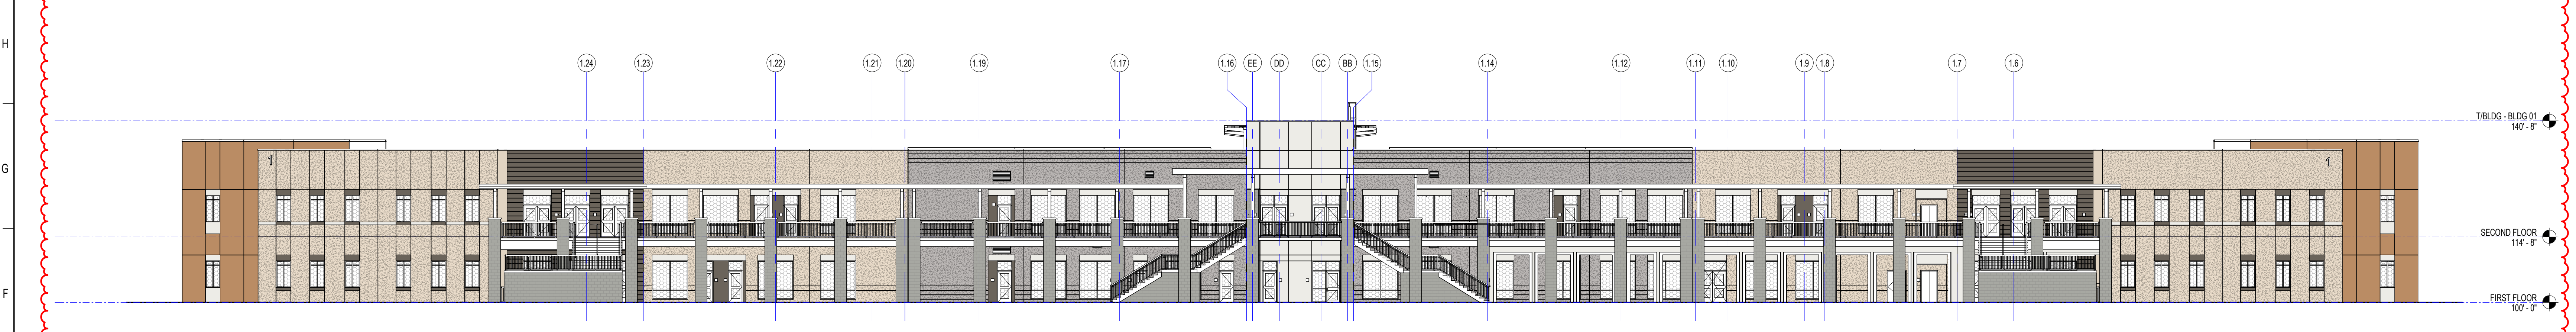 H
1.24
1.23
1.22
1.21
1.20
1.19
1.17
1.16
EE
DD
CC
BB
1.15
1.14
1.12
1.11
1.10
1.9
1.8
1.7
1.6
T/BLDG - BLDG 01
140' - 8"
G
1
1
SECOND FLOOR
114' - 8"
F
FIRST FLOOR
100' - 0"